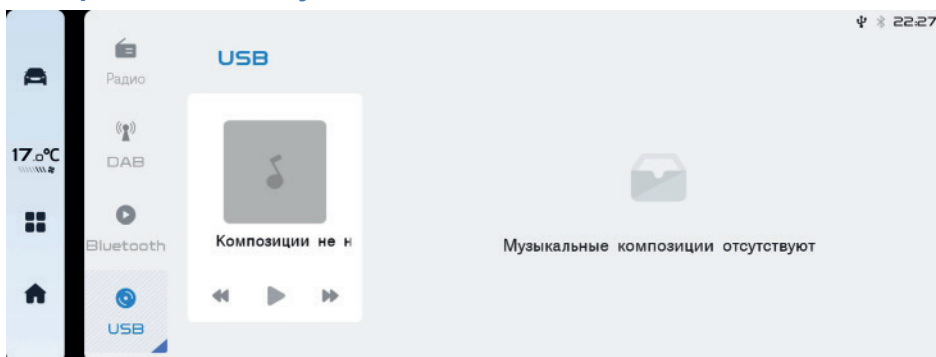 22:27
Радио
USB
DAB
17.0°C
Bluetooth
Композиции не н
Музыкальные композиции отсутствуют
USB